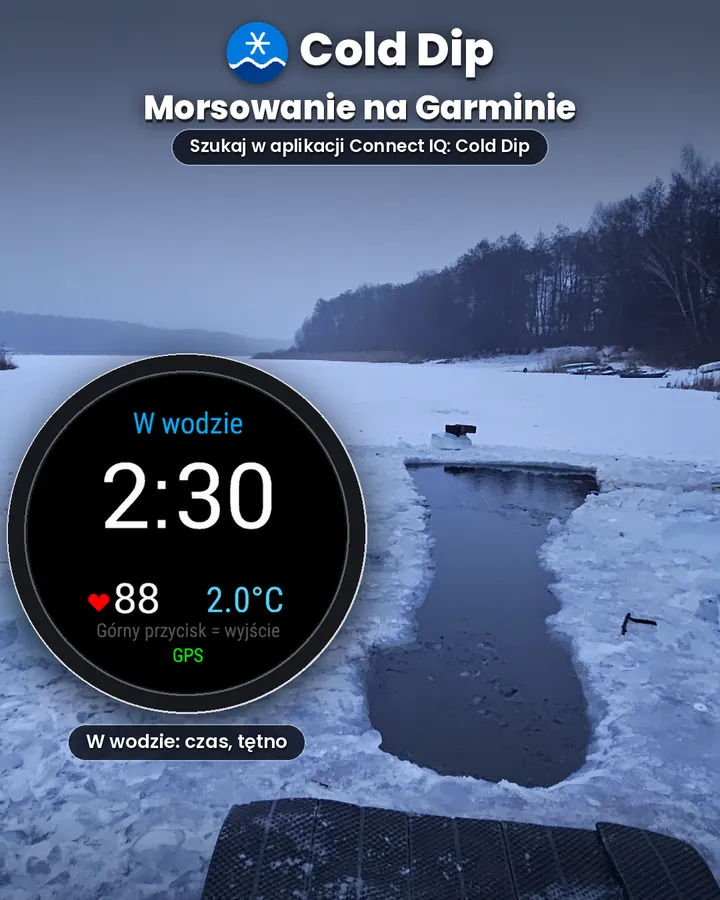 Cold Dip
Morsowanie na Garminie
Szukaj w aplikacji Connect IQ: Cold Dip
W wodzie
2:30
88 2.0°C
Górny przycisk = wyjście
GPS
W wodzie: czas, tętno